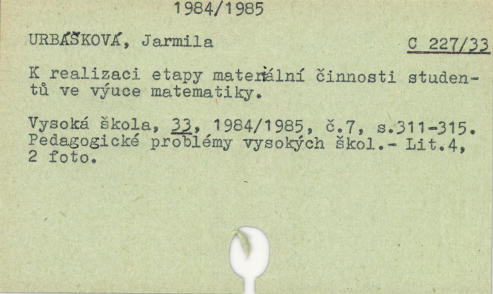 1984/1985
URBÁŠKOVÁ, Jarmila
C 227/33
K realizaci etapy materiální činnosti studen-
tů ve výuce matematiky.
Vysoká škola, 33, 1984/1985, č.7, s.311-315.
Pedagogické problémy vysokých škol.- Lit.4,
2 foto.